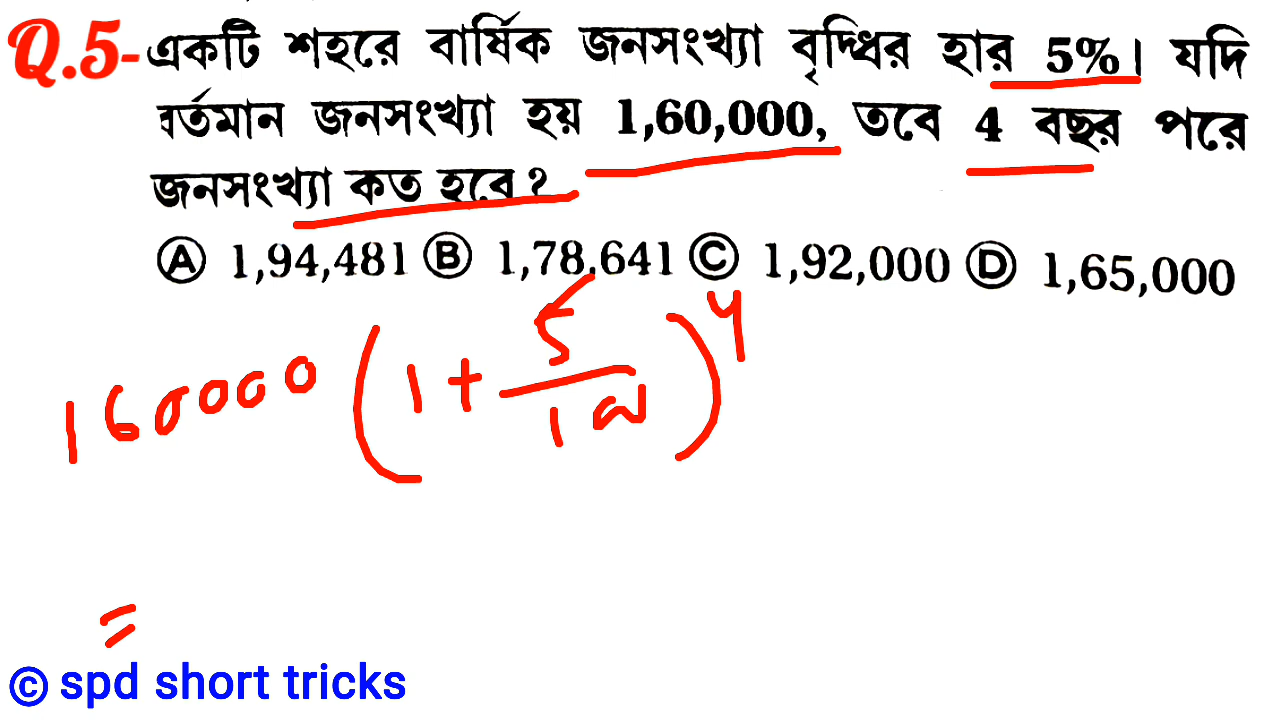 Q.5- একটি শহরে বার্ষিক জনসংখ্যা বৃদ্ধির হার 5%। যদি
বর্তমান জনসংখ্যা হয় 1,60,000, তবে 4 বছর পরে
জনসংখ্যা কত হবে ?
Ⓐ 1,94,481 Ⓑ 1,78,641 Ⓒ 1,92,000 Ⓓ 1,65,000
160000 (1 + 5/100)^4
=
© spd short tricks